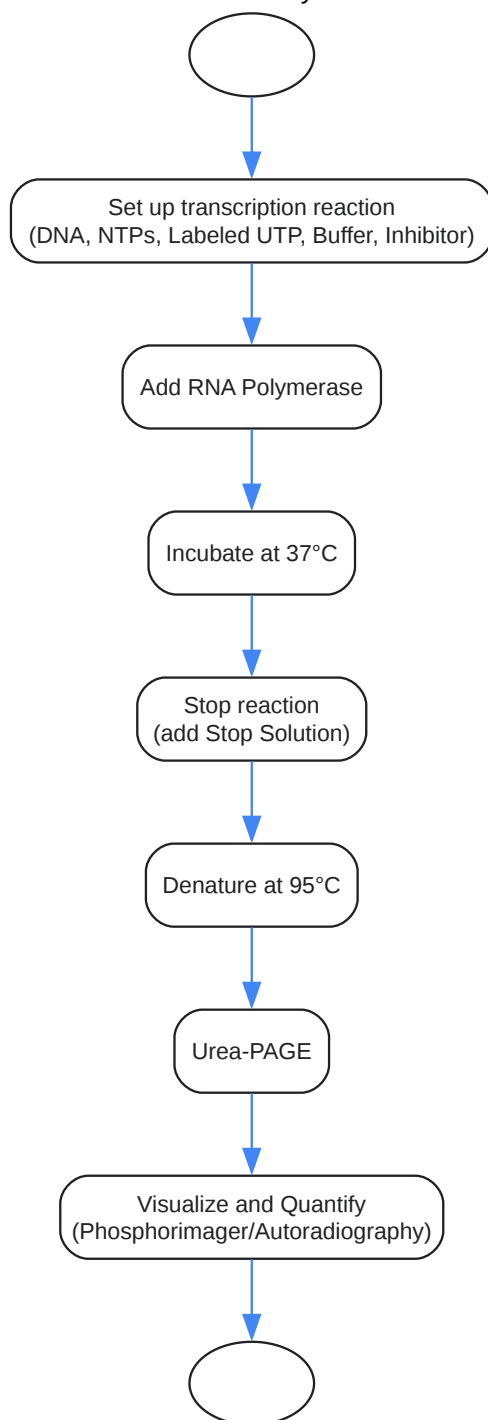 Set up transcription reaction
(DNA, NTPs, Labeled UTP, Buffer, Inhibitor)
Add RNA Polymerase
Incubate at 37°C
Stop reaction
(add Stop Solution)
Denature at 95°C
Urea-PAGE
Visualize and Quantify
(Phosphorimager/Autoradiography)